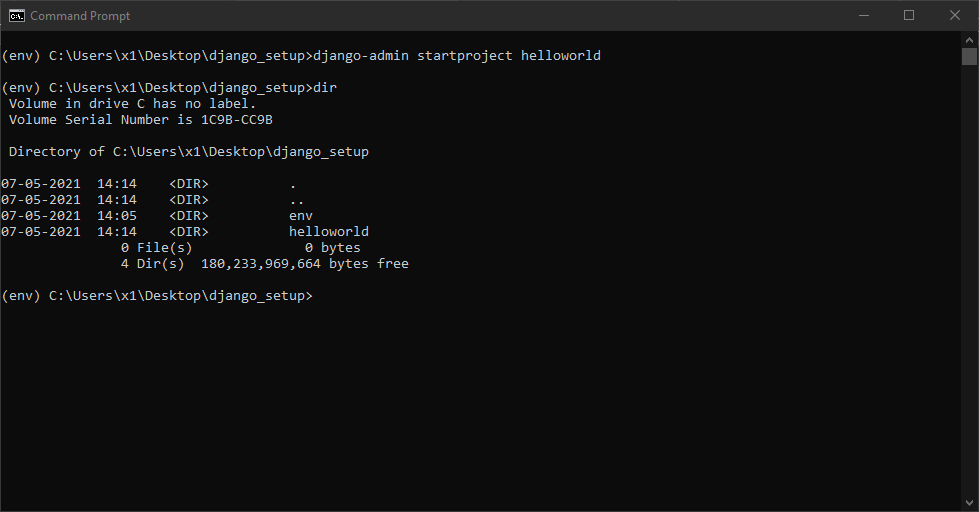 Command Prompt
(env) C:\Users\x1\Desktop\django_setup>django-admin startproject helloworld
(env) C:\Users\x1\Desktop\django_setup>dir
 Volume in drive C has no label.
 Volume Serial Number is 1C9B-CC9B
 Directory of C:\Users\x1\Desktop\django_setup
07-05-2021  14:14    <DIR>          .
07-05-2021  14:14    <DIR>          ..
07-05-2021  14:05    <DIR>          env
07-05-2021  14:14    <DIR>          helloworld
               0 File(s)              0 bytes
               4 Dir(s)  180,233,969,664 bytes free
(env) C:\Users\x1\Desktop\django_setup>